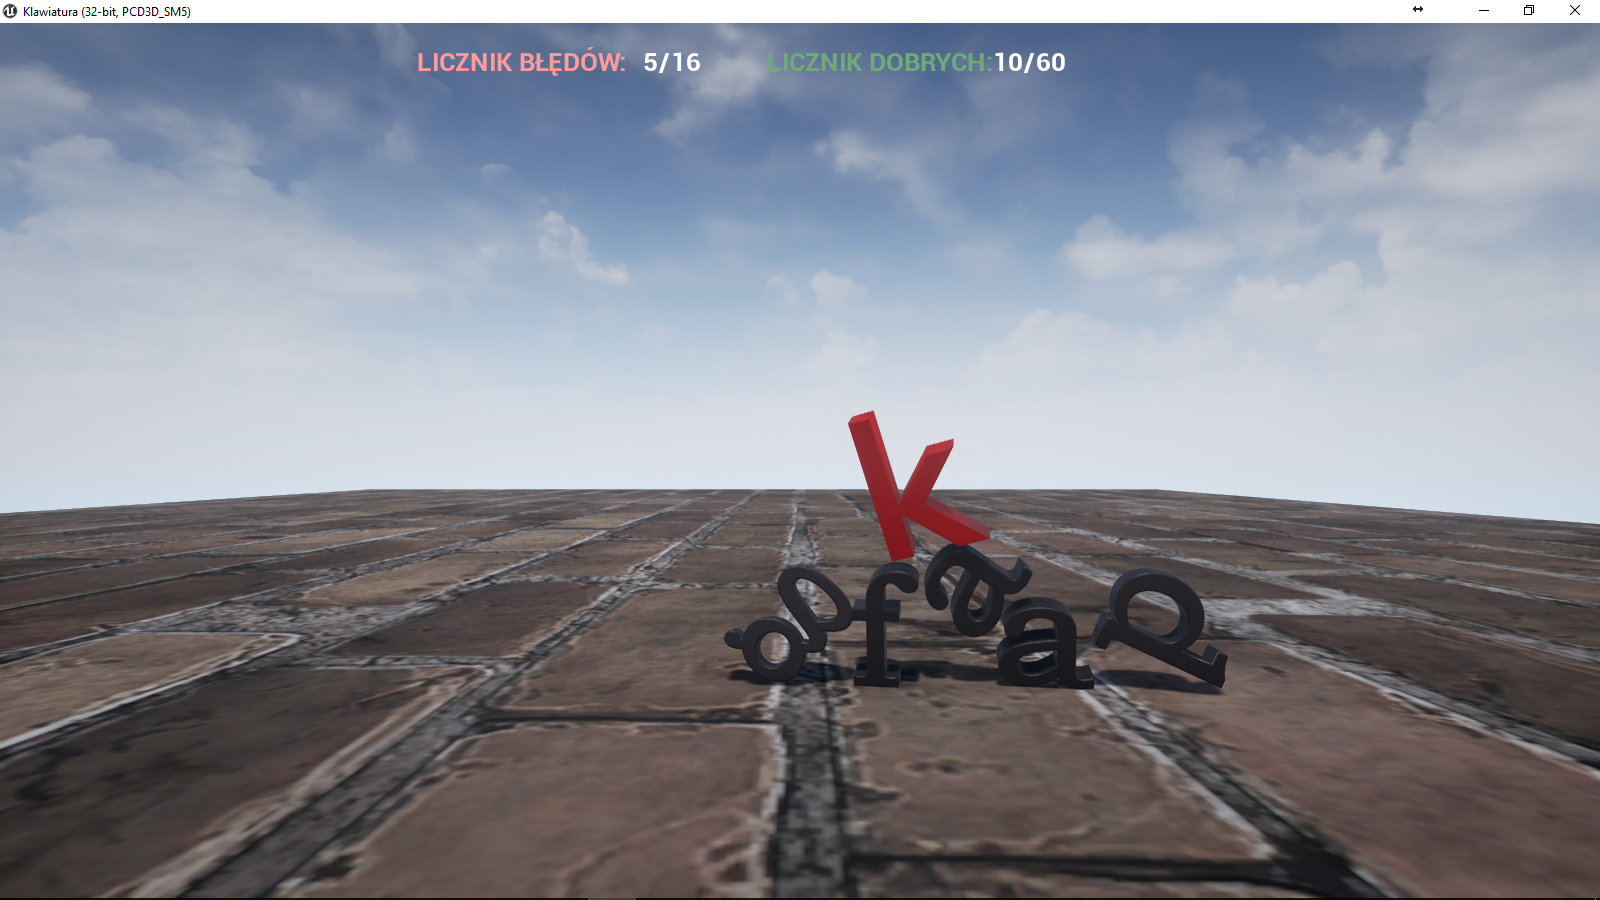 Klawiatura (32-bit, PCD3D_SM5)
LICZNIK BŁĘDÓW: 5/16 LICZNIK DOBRYCH:10/60
k
f a a